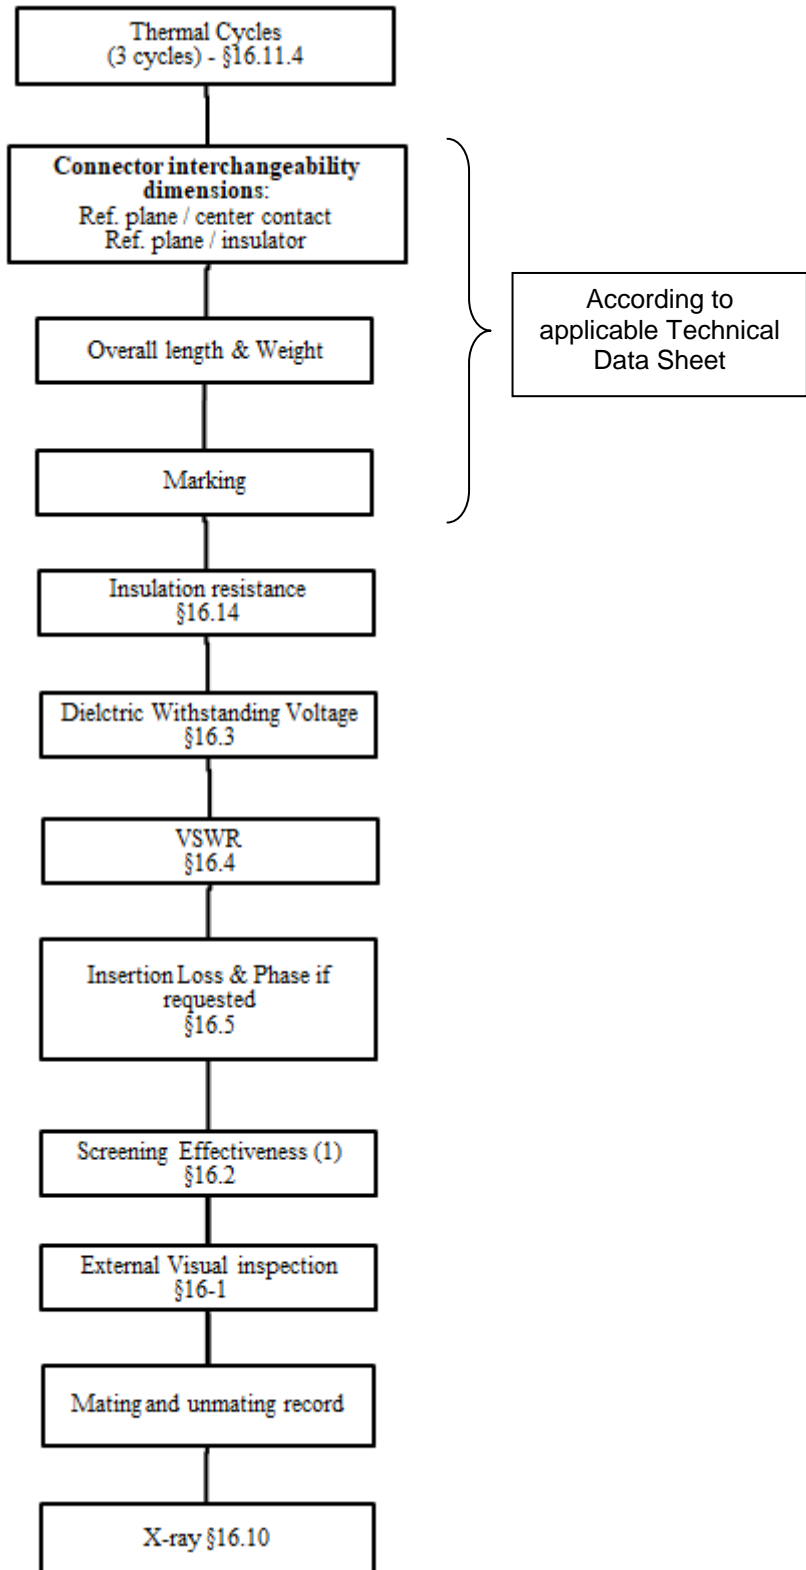 Thermal Cycles
(3 cycles) - §16.11.4
Connector interchangeability
dimensions:
Ref. plane / center contact
Ref. plane / insulator
According to
applicable Technical
Data Sheet
Overall length & Weight
Marking
Insulation resistance
§16.14
Dielctric Withstanding Voltage
§16.3
VSWR
§16.4
Insertion Loss & Phase if
requested
§16.5
Screening Effectiveness (1)
§16.2
External Visual inspection
§16-1
Mating and unmating record
X-ray §16.10